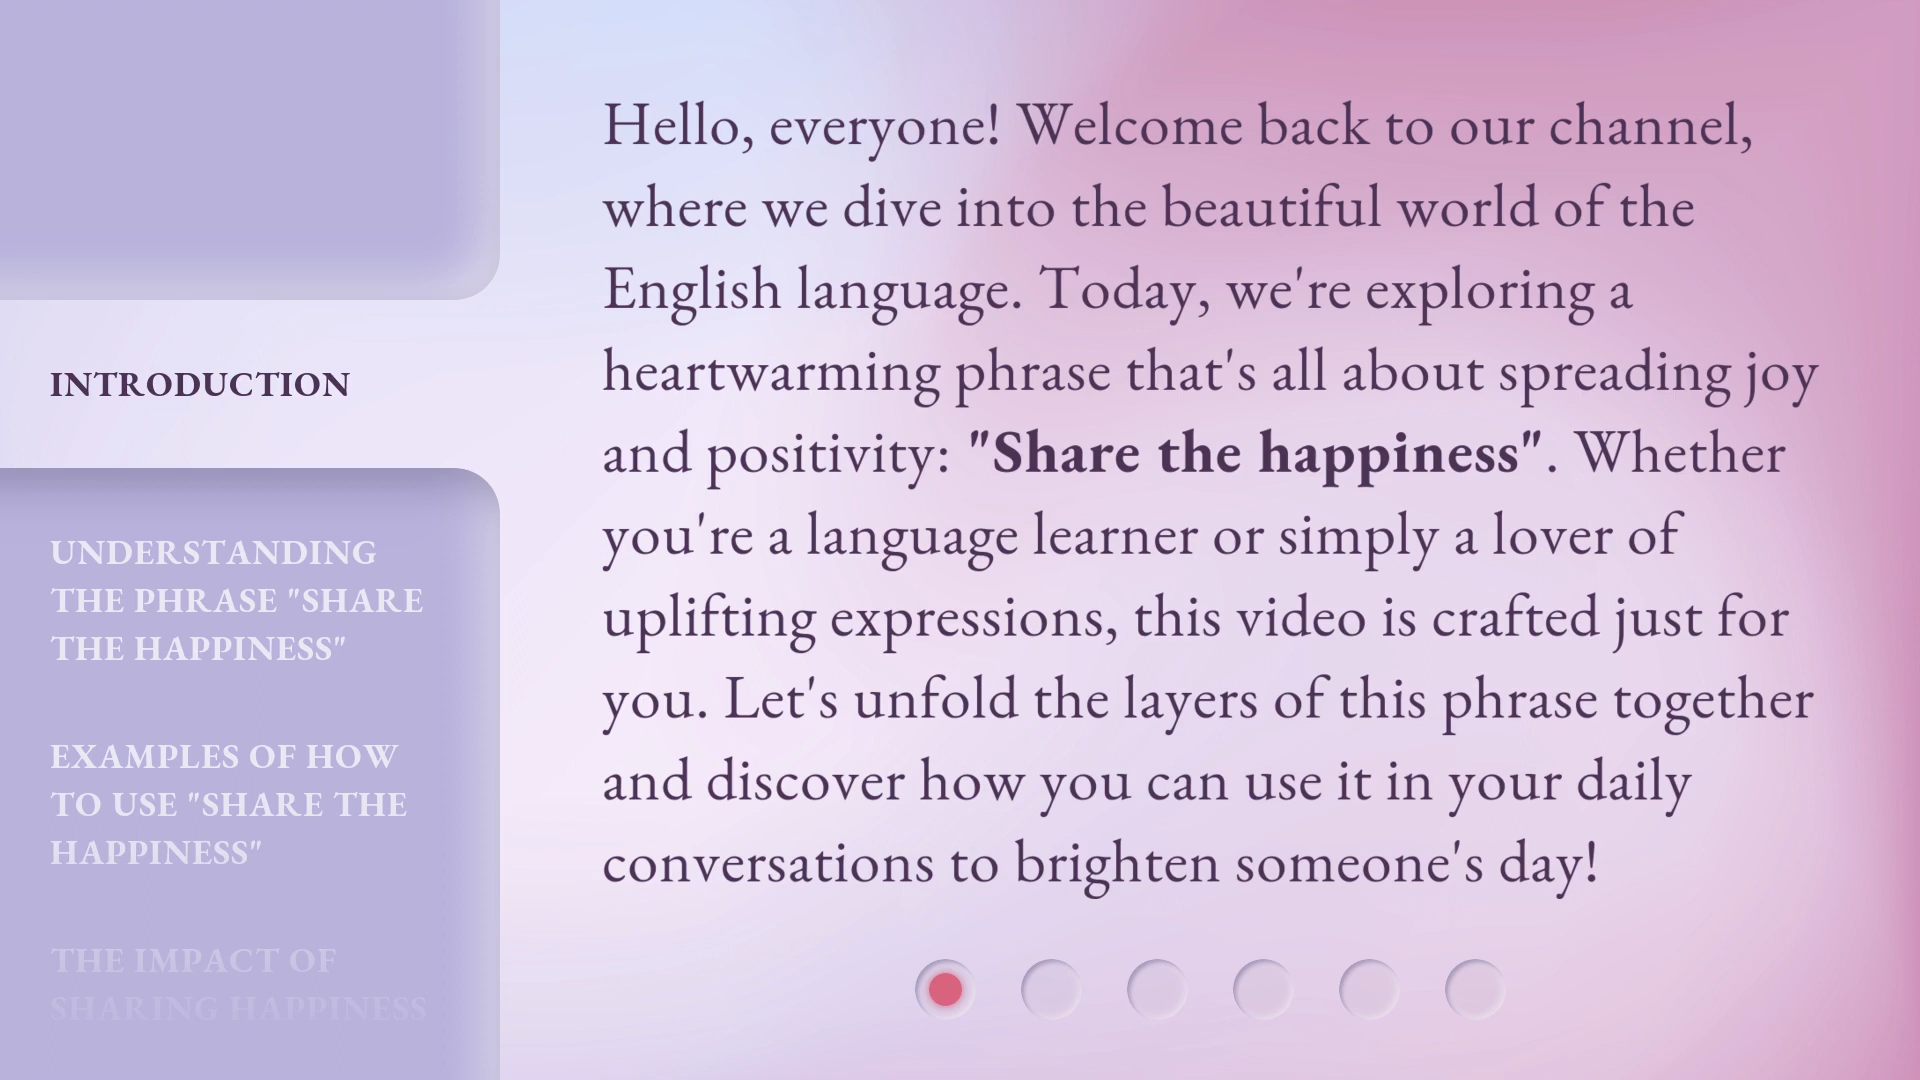 INTRODUCTION
UNDERSTANDING
THE PHRASE "SHARE
THE HAPPINESS"
EXAMPLES OF HOW
TO USE "SHARE THE
HAPPINESS"
THE IMPACT OF
SHARING HAPPINESS
Hello, everyone! Welcome back to our channel,
where we dive into the beautiful world of the
English language. Today, we're exploring a
heartwarming phrase that's all about spreading joy
and positivity: "Share the happiness". Whether
you're a language learner or simply a lover of
uplifting expressions, this video is crafted just for
you. Let's unfold the layers of this phrase together
and discover how you can use it in your daily
conversations to brighten someone's day!